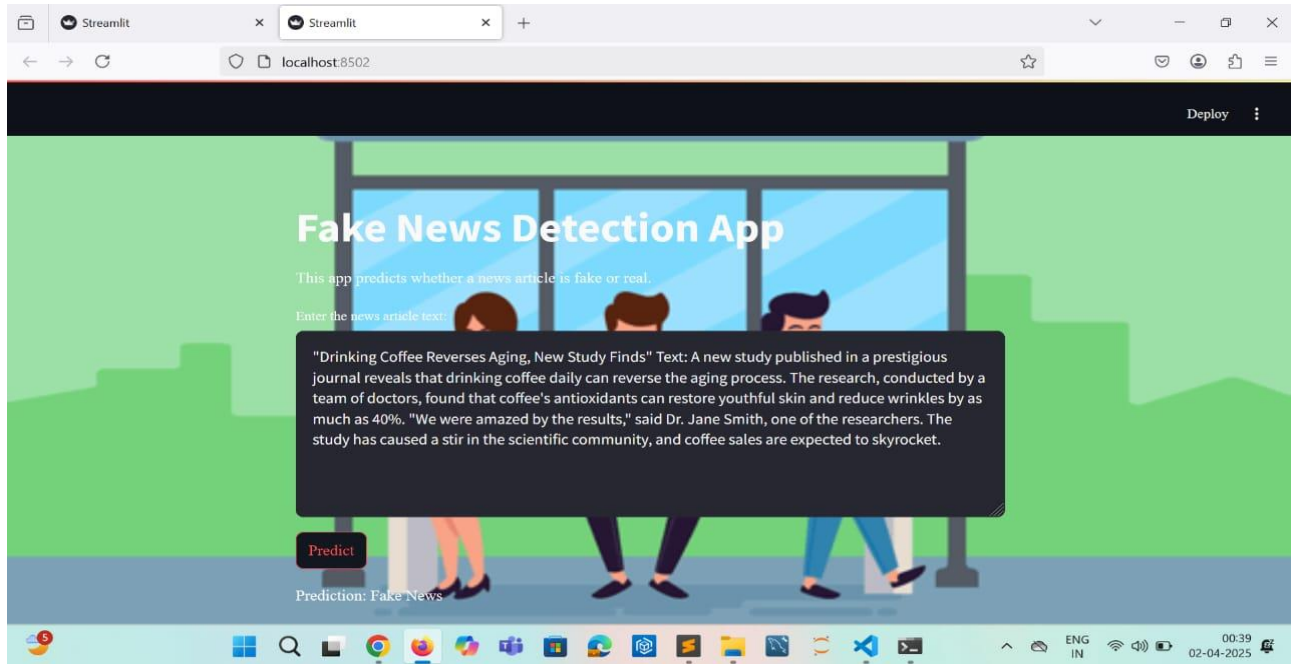 Streamlit
Streamlit
localhost:8502
Deploy
Fake News Detection App
This app predicts whether a news article is fake or real.
Enter the news article text:
"Drinking Coffee Reverses Aging, New Study Finds" Text: A new study published in a prestigious
journal reveals that drinking coffee daily can reverse the aging process. The research, conducted by a
team of doctors, found that coffee's antioxidants can restore youthful skin and reduce wrinkles by as
much as 40%. "We were amazed by the results," said Dr. Jane Smith, one of the researchers. The
study has caused a stir in the scientific community, and coffee sales are expected to skyrocket.
Predict
Prediction: Fake News
5
ENG
IN
00:39
02-04-2025